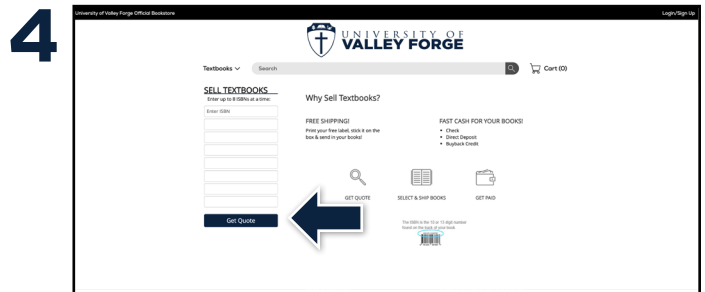 4
University of Valley Forge Official Bookstore
Login/Sign Up
UNIVERSITY OF
VALLEY FORGE
Textbooks
Search
Cart (0)
SELL TEXTBOOKS
Enter up to 8 ISBNs at a time:
Enter ISBN
Get Quote
Why Sell Textbooks?
FREE SHIPPING!
Print your free label, stick it on the
box & send in your books!
FAST CASH FOR YOUR BOOKS!
• Check
• Direct Deposit
• Buyback Credit
GET QUOTE
SELECT & SHIP BOOKS
GET PAID
The ISBN is the 10 or 13 digit number
found on the back of your book.